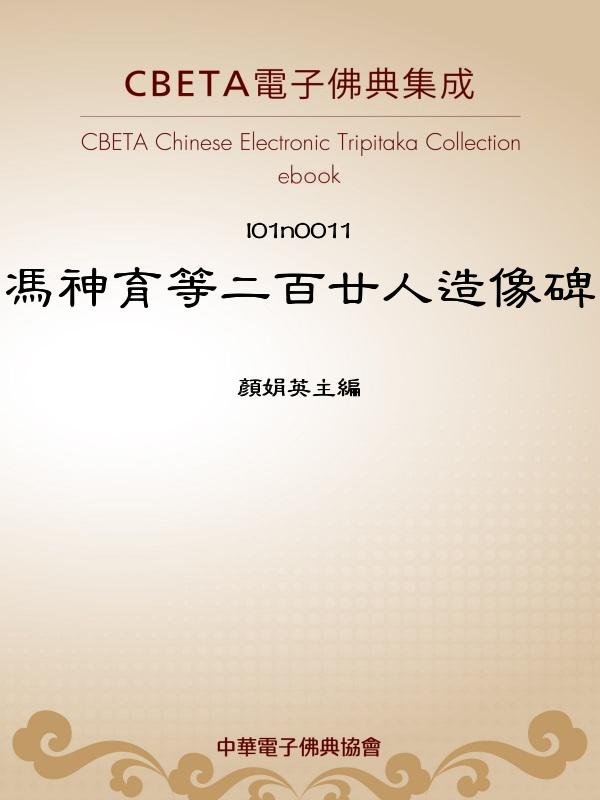 CBETA電子佛典集成
CBETA Chinese Electronic Tripitaka Collection
ebook
I01n0011
馮神育等二百廿人造像碑
顏娟英主編
中華電子佛典協會